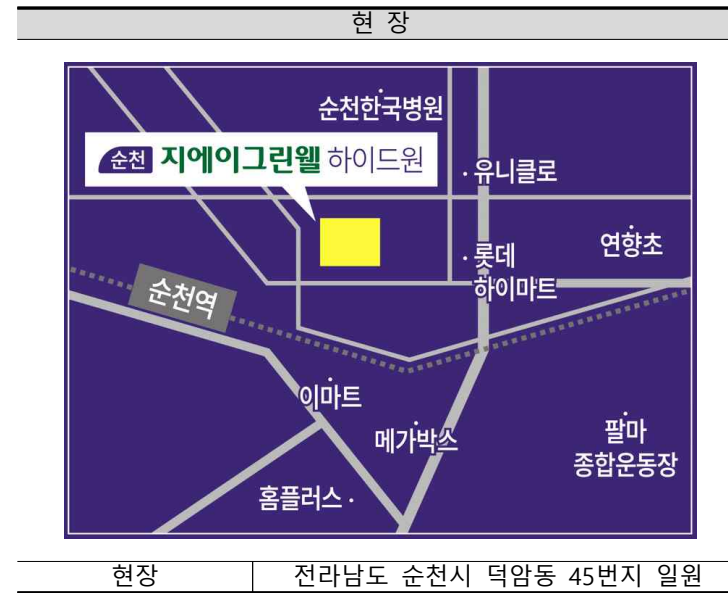 현 장
순천한국병원
순천 지에이그린웰 하이드원
유니클로
연향초
롯데
하이마트
순천역
이마트
메가박스
팔마
종합운동장
홈플러스
현장 전라남도 순천시 덕암동 45번지 일원